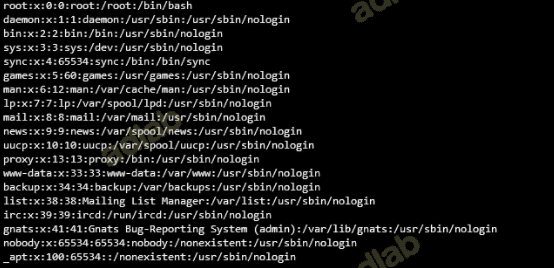 root:x:0:0:root:/root:/bin/bash
daemon:x:1:1:daemon:/usr/sbin:/usr/sbin/nologin
bin:x:2:2:bin:/bin:/usr/sbin/nologin
sys:x:3:3:sys:/dev:/usr/sbin/nologin
sync:x:4:65534:sync:/bin:/bin/sync
games:x:5:60:games:/usr/games:/usr/sbin/nologin
man:x:6:12:man:/var/cache/man:/usr/sbin/nologin
lp:x:7:7:lp:/var/spool/lpd:/usr/sbin/nologin
mail:x:8:8:mail:/var/mail:/usr/sbin/nologin
news:x:9:9:news:/var/spool/news:/usr/sbin/nologin
uucp:x:10:10:uucp:/var/spool/uucp:/usr/sbin/nologin
proxy:x:13:13:proxy:/bin:/usr/sbin/nologin
www-data:x:33:33:www-data:/var/www:/usr/sbin/nologin
backup:x:34:34:backup:/var/backups:/usr/sbin/nologin
list:x:38:38:Mailing List Manager:/var/list:/usr/sbin/nologin
irc:x:39:39:ircd:/run/ircd:/usr/sbin/nologin
gnats:x:41:41:Gnats Bug-Reporting System (admin):/var/lib/gnats:/usr/sbin/nologin
nobody:x:65534:65534:nobody:/nonexistent:/usr/sbin/nologin
_apt:x:100:65534::/nonexistent:/usr/sbin/nologin
adlab
adlab
adlab